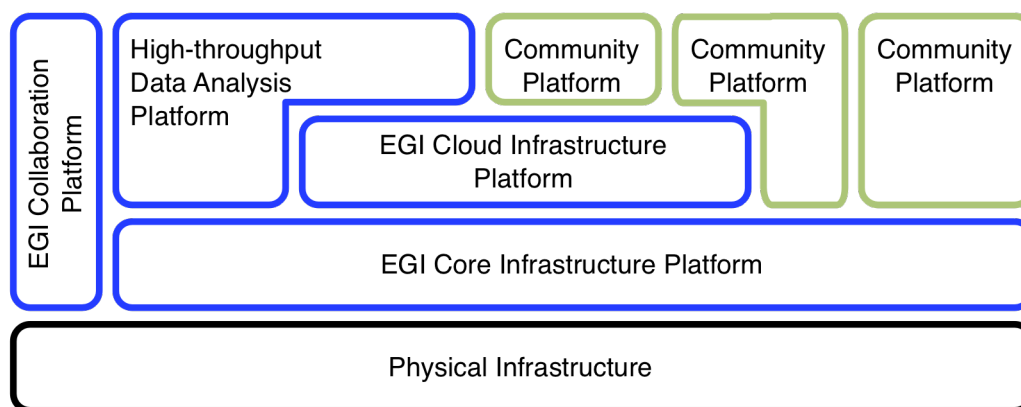 EGI Collaboration
Platform
High-throughput
Data Analysis
Platform
Community
Platform
Community
Platform
Community
Platform
EGI Cloud Infrastructure
Platform
EGI Core Infrastructure Platform
Physical Infrastructure